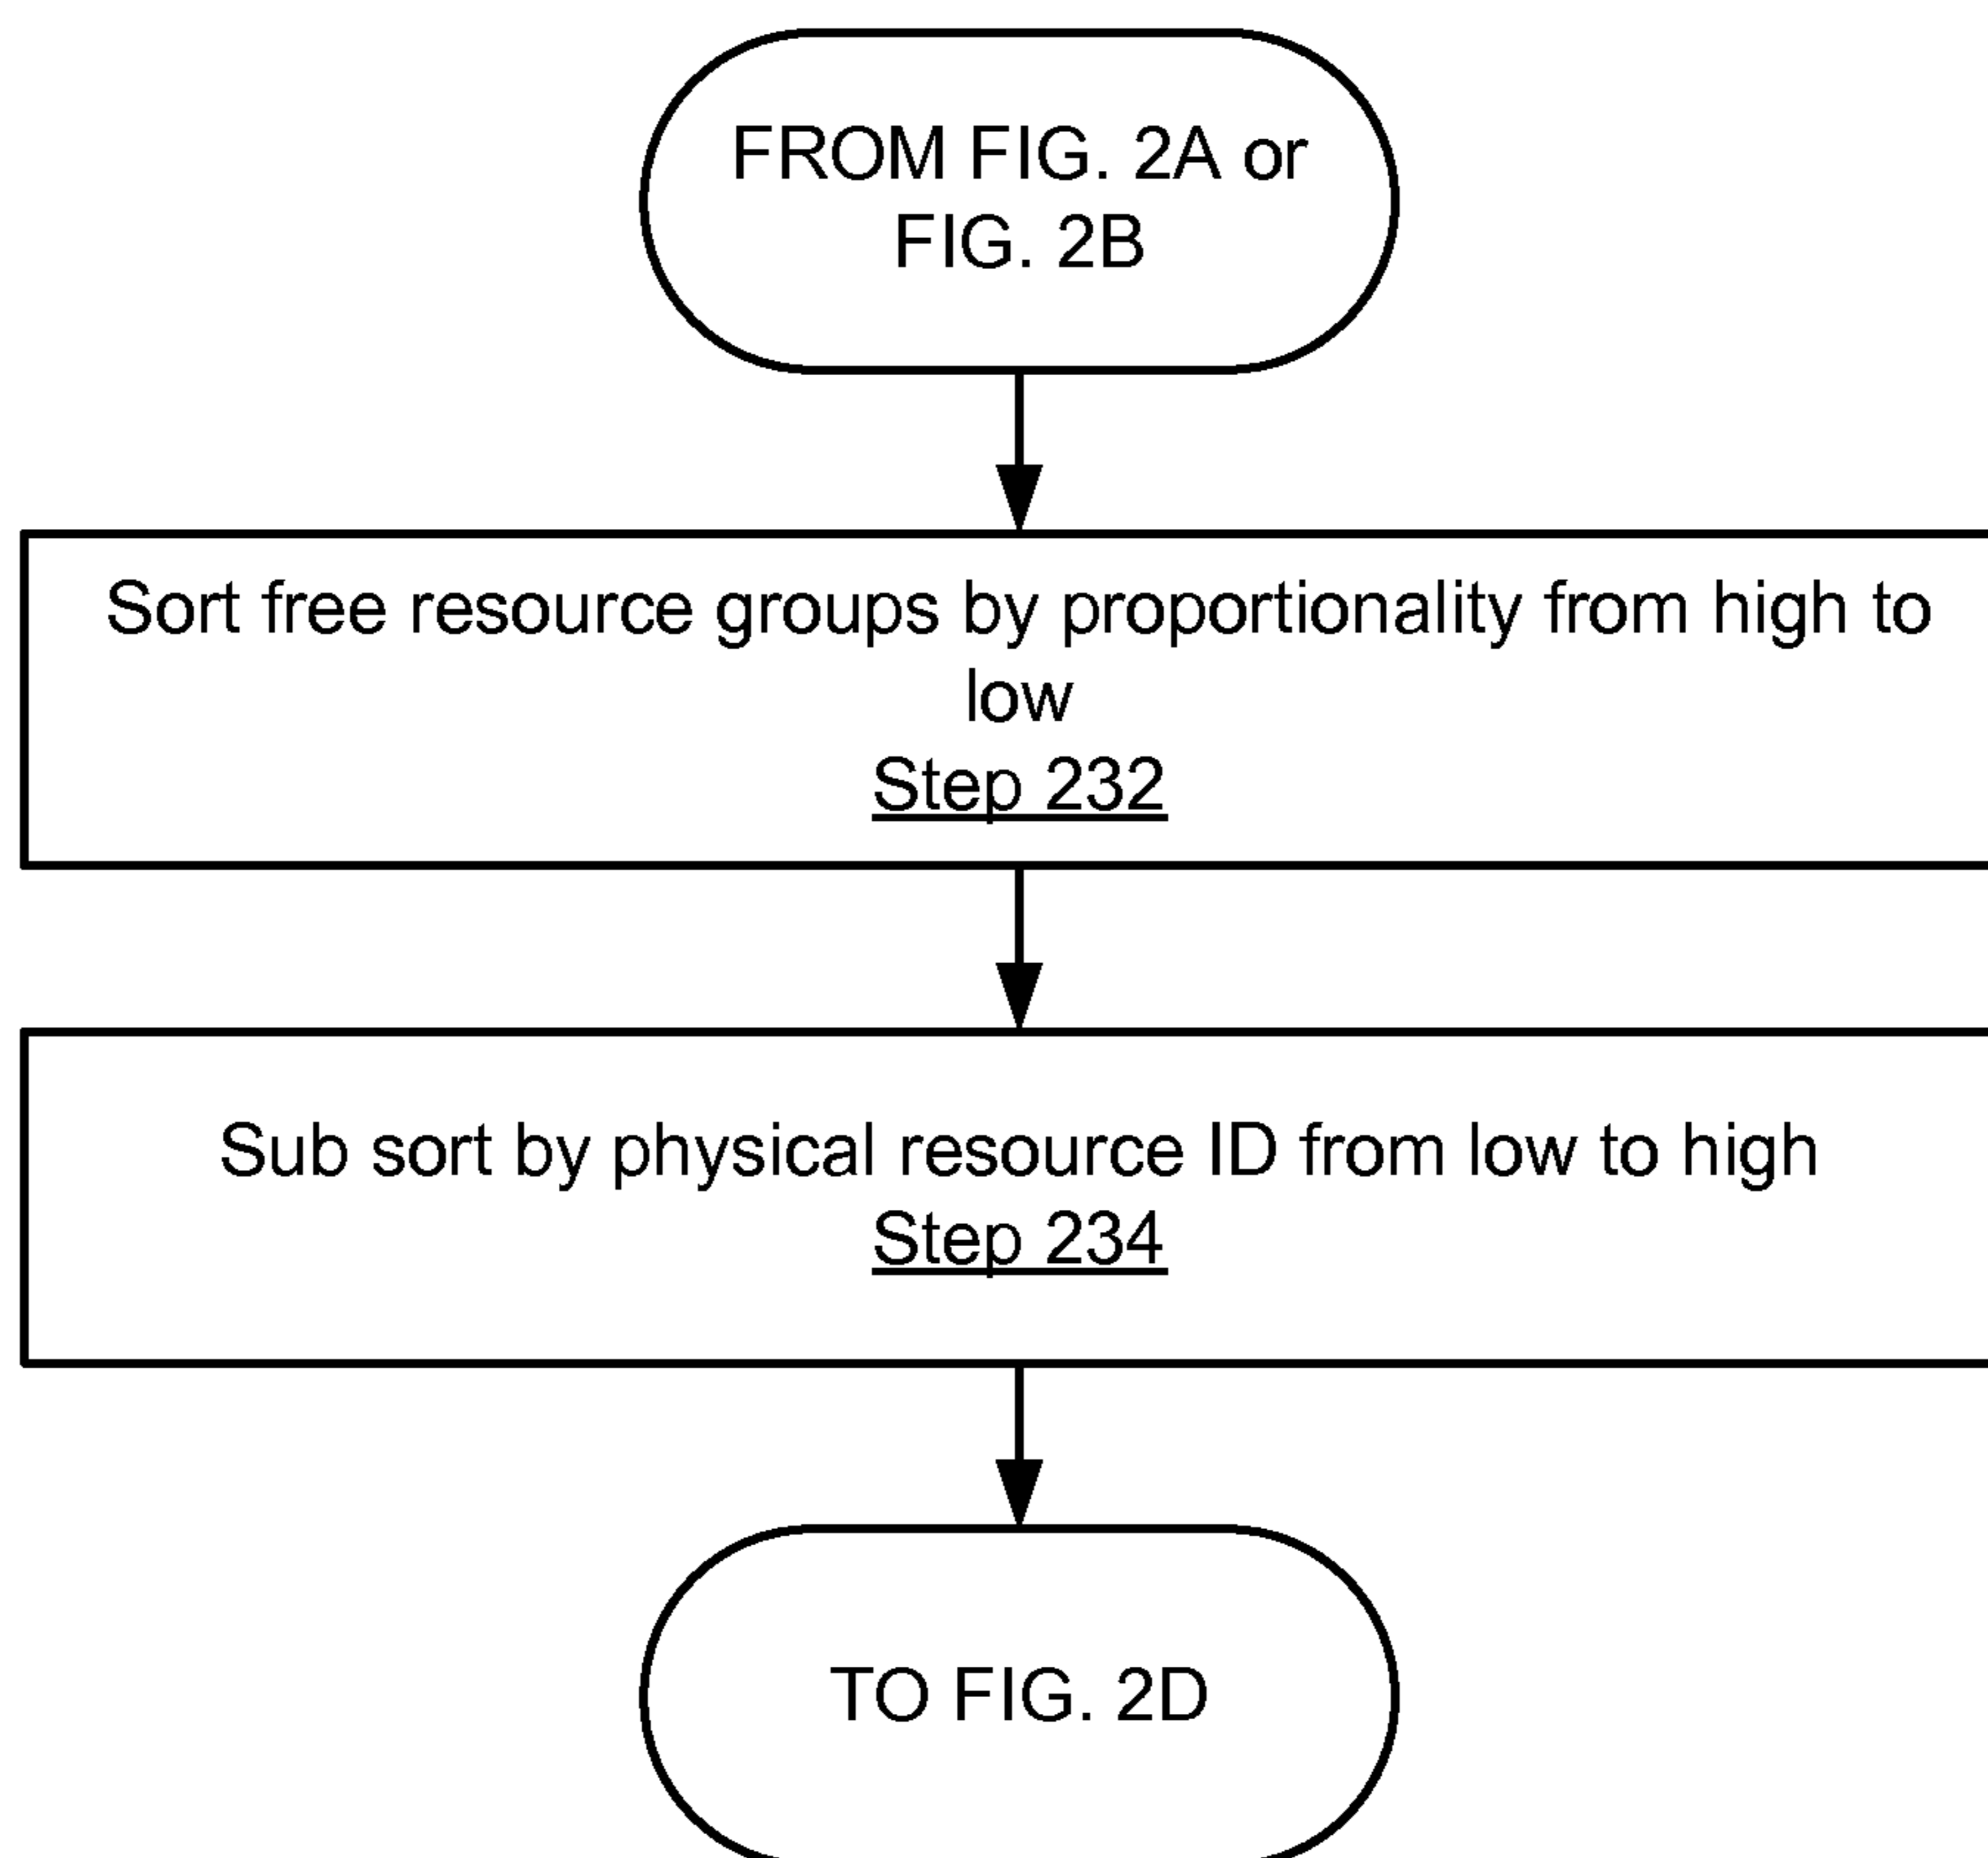 FROM FIG. 2A or
FIG. 2B
Sort free resource groups by proportionality from high to
low
Step 232
Sub sort by physical resource ID from low to high
Step 234
TO FIG. 2D